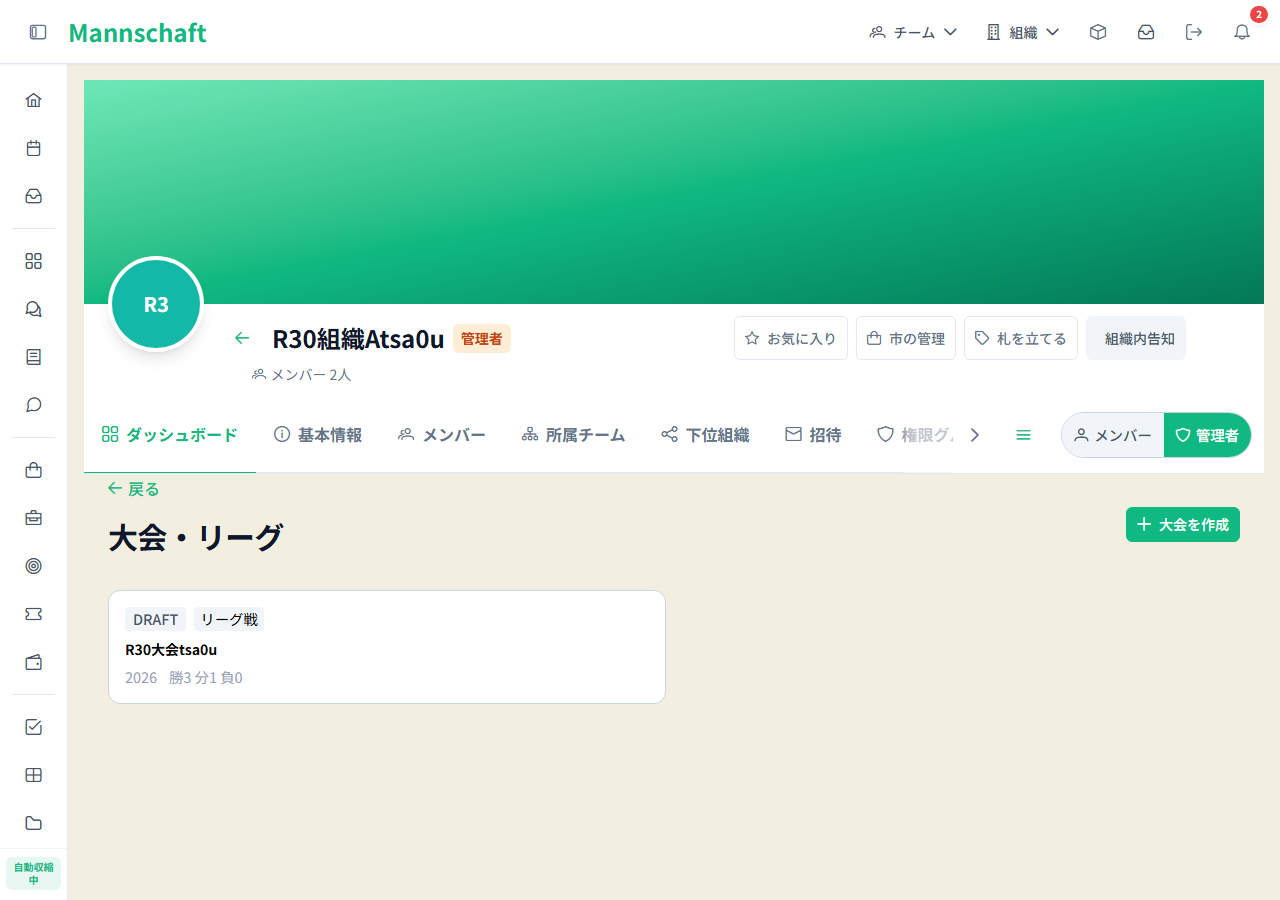 Mannschaft
チーム
組織
2
R3
R30組織Atsa0u
管理者
メンバー 2人
お気に入り
市の管理
札を立てる
組織内告知
ダッシュボード
基本情報
メンバー
所属チーム
下位組織
招待
権限グ
メンバー
管理者
戻る
大会・リーグ
大会を作成
DRAFT
リーグ戦
R30大会tsa0u
2026 勝3 分1 負0
自動収縮
中